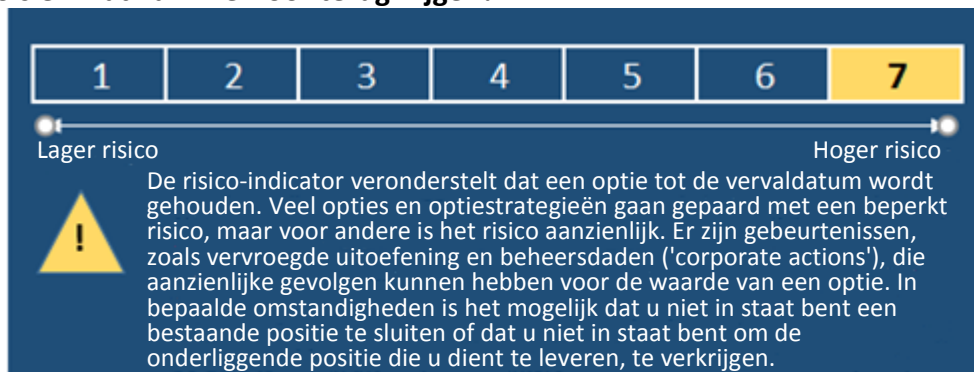 1 2 3 4 5 6 7
Lager risico Hoger risico
De risico-indicator veronderstelt dat een optie tot de vervaldatum wordt
gehouden. Veel opties en optiestrategieën gaan gepaard met een beperkt
risico, maar voor andere is het risico aanzienlijk. Er zijn gebeurtenissen,
zoals vervroegde uitoefening en beheersdaden ('corporate actions'), die
aanzienlijke gevolgen kunnen hebben voor de waarde van een optie. In
bepaalde omstandigheden is het mogelijk dat u niet in staat bent een
bestaande positie te sluiten of dat u niet in staat bent om de
onderliggende positie die u dient te leveren, te verkrijgen.
!